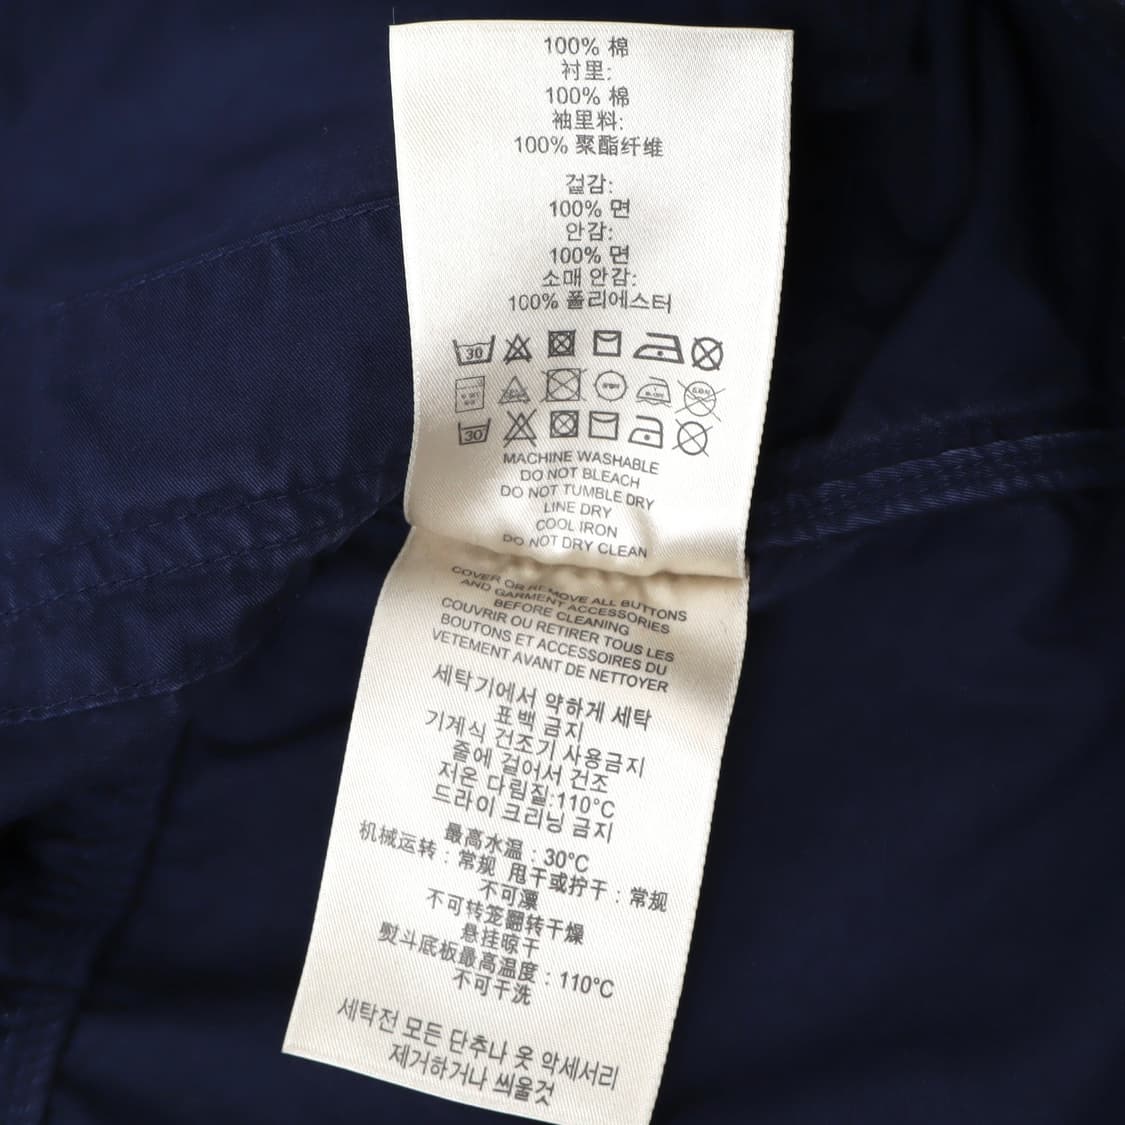 100% 棉
衬里:
100% 棉
袖里料:
100% 聚酯纤维
겉감:
100% 면
안감:
100% 면
소매 안감:
100% 폴리에스터
30
30
MACHINE WASHABLE
DO NOT BLEACH
DO NOT TUMBLE DRY
LINE DRY
COOL IRON
DO NOT DRY CLEAN
COVER OR REMOVE ALL BUTTONS
AND GARMENT ACCESSORIES
BEFORE CLEANING
COUVRIR OU RETIRER TOUS LES
BOUTONS ET ACCESSOIRES DU
VETEMENT AVANT DE NETTOYER
세탁기에서 약하게 세탁
표백 금지
기계식 건조기 사용금지
줄에 걸어서 건조
저온 다림질:110°C
드라이 크리닝 금지
最高水温：30°C
机械运转：常规 甩干或拧干：常规
不可漂
不可转笼翻转干燥
悬挂晾干
熨斗底板最高温度：110°C
不可干洗
세탁전 모든 단추나 옷 악세서리
제거하거나 씌울것